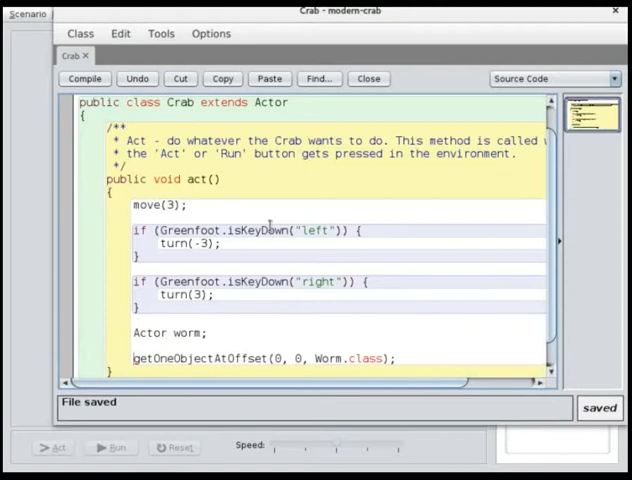 Crab - modern-crab
Scenario
Class Edit Tools Options
Crab
Compile Undo Cut Copy Paste Find... Close Source Code
public class Crab extends Actor
{
/**
* Act - do whatever the Crab wants to do. This method is called w
* the 'Act' or 'Run' button gets pressed in the environment.
*/
public void act()
{
move(3);
if (Greenfoot.isKeyDown("left")) {
turn(-3);
}
if (Greenfoot.isKeyDown("right")) {
turn(3);
}
Actor worm;
getOneObjectAtOffset(0, 0, Worm.class);
}
File saved
saved
Act Run Reset Speed: